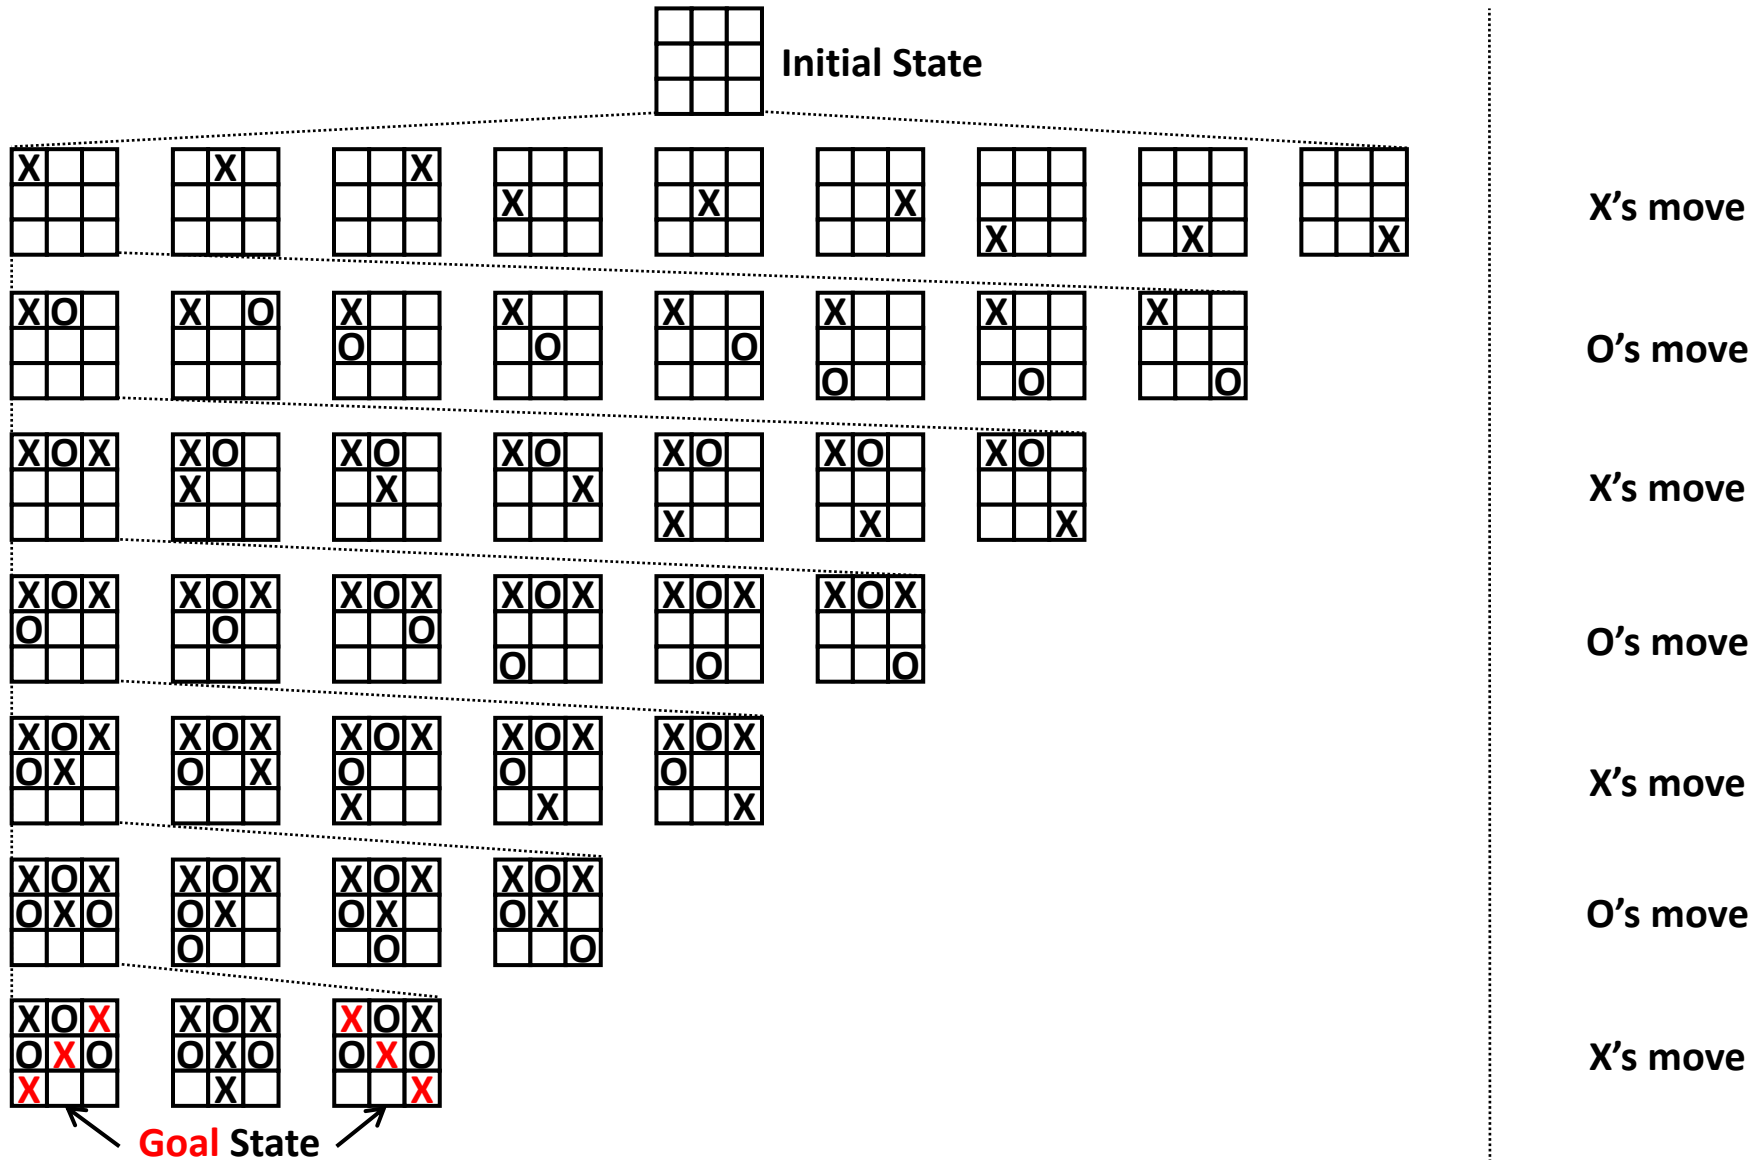 Initial State
X X X X X X X X X
X's move
X O X O X X X X X X
O O O O O O
O's move
X O X X O X O X O X O X O X O
X X X
X X X
X's move
X O X X O X X O X X O X X O X X O X
O O O
O O O
O's move
X O X X O X X O X X O X X O X
O X O X O O O
X X X
X's move
X O X X O X X O X X O X
O X O O X O X O X
O O O
O's move
X O X X O X X O X
O X O O X O O X O
X X X
X's move
Goal State